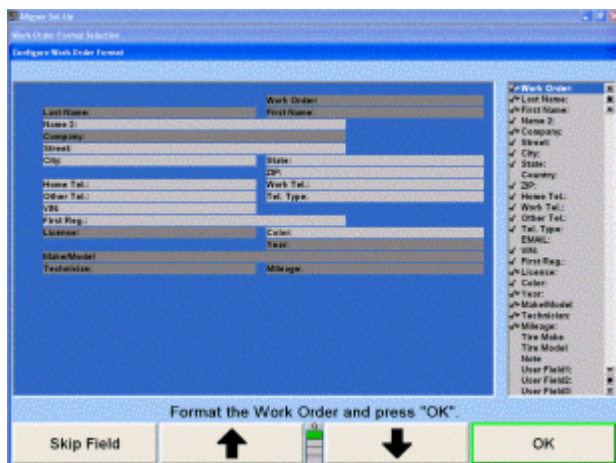 Aligner Set-Up
Work Order Format Selection
Configure Work Order Format
Work Order:
Last Name: First Name:
Name 2:
Company:
Street:
City: State:
ZIP:
Home Tel.: Work Tel.:
Other Tel.: Tel. Type:
VIN:
First Reg.:
License: Color:
Year:
Make/Model
Technician: Mileage:
Work Order:
Last Name:
First Name:
Name 2:
Company:
Street:
City:
State:
Country:
ZIP:
Home Tel.:
Work Tel.:
Other Tel.:
Tel. Type:
EMAIL:
VIN:
First Reg.:
License:
Color:
Year:
Make/Model
Technician:
Mileage:
Tire Make
Tire Model
Note
User Field1:
User Field2:
User Field3:
Format the Work Order and press "OK".
Skip Field
OK